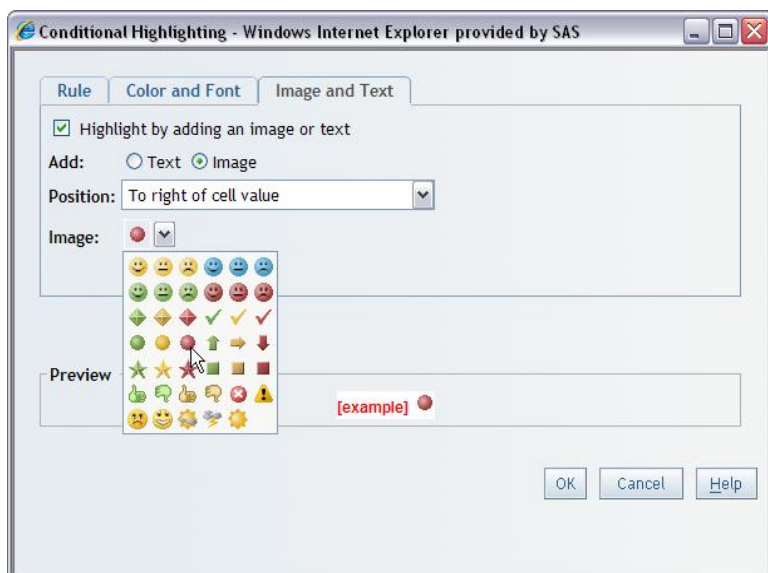 Conditional Highlighting - Windows Internet Explorer provided by SAS
Rule Color and Font Image and Text
Highlight by adding an image or text
Add: Text Image
Position: To right of cell value
Image:
Preview
[example]
OK Cancel Help